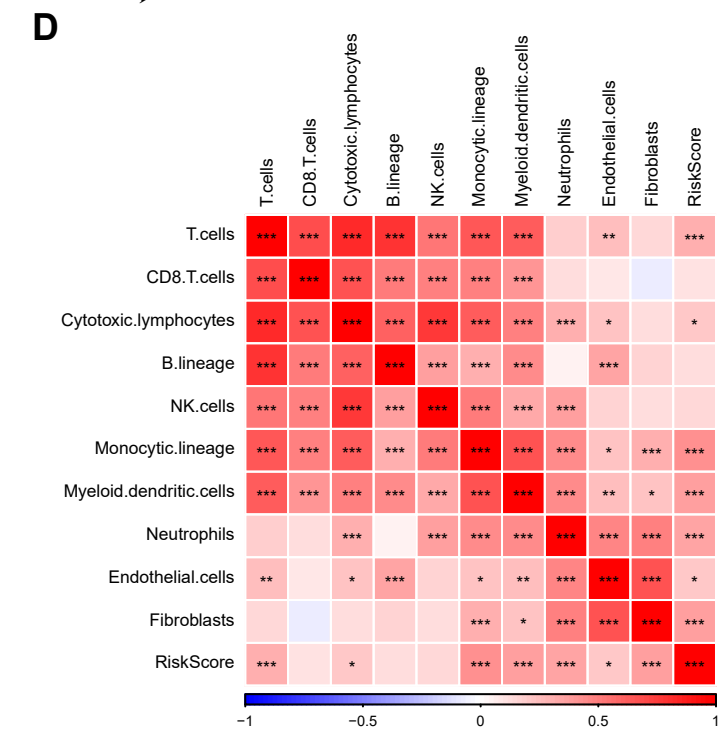 D
T.cells
CD8.T.cells
Cytotoxic.lymphocytes
B.lineage
NK.cells
Monocytic.lineage
Myeloid.dendritic.cells
Neutrophils
Endothelial.cells
Fibroblasts
RiskScore
T.cells *** *** *** *** *** *** *** ** ***
CD8.T.cells *** *** *** *** *** *** ***
Cytotoxic.lymphocytes *** *** *** *** *** *** *** *** * *
B.lineage *** *** *** *** *** *** *** ***
NK.cells *** *** *** *** *** *** *** ***
Monocytic.lineage *** *** *** *** *** *** *** *** * *** ***
Myeloid.dendritic.cells *** *** *** *** *** *** *** *** ** * ***
Neutrophils *** *** *** *** *** *** *** ***
Endothelial.cells ** * *** * ** *** *** *** *
Fibroblasts *** * *** *** *** ***
RiskScore *** * *** *** *** * *** ***
−1 −0.5 0 0.5 1